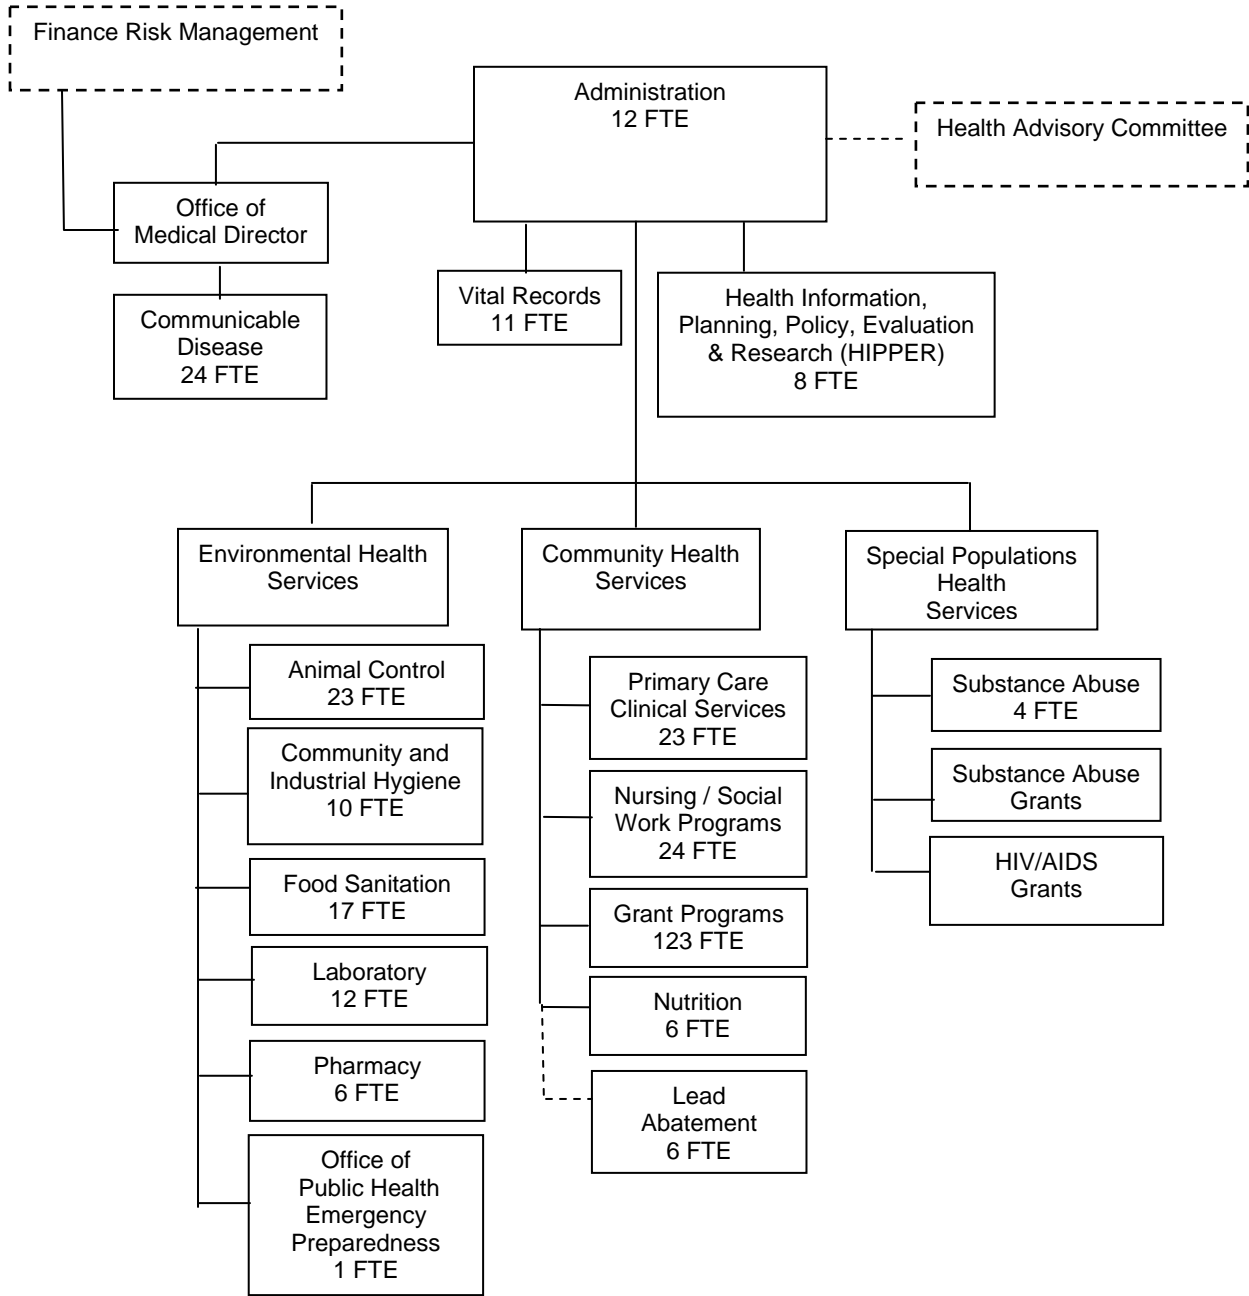 Finance Risk Management
Administration
12 FTE
Health Advisory Committee
Office of
Medical Director
Communicable
Disease
24 FTE
Vital Records
11 FTE
Health Information,
Planning, Policy, Evaluation
& Research (HIPPER)
8 FTE
Environmental Health
Services
Community Health
Services
Special Populations
Health
Services
Animal Control
23 FTE
Community and
Industrial Hygiene
10 FTE
Food Sanitation
17 FTE
Laboratory
12 FTE
Pharmacy
6 FTE
Office of
Public Health
Emergency
Preparedness
1 FTE
Primary Care
Clinical Services
23 FTE
Nursing / Social
Work Programs
24 FTE
Grant Programs
123 FTE
Nutrition
6 FTE
Lead
Abatement
6 FTE
Substance Abuse
4 FTE
Substance Abuse
Grants
HIV/AIDS
Grants